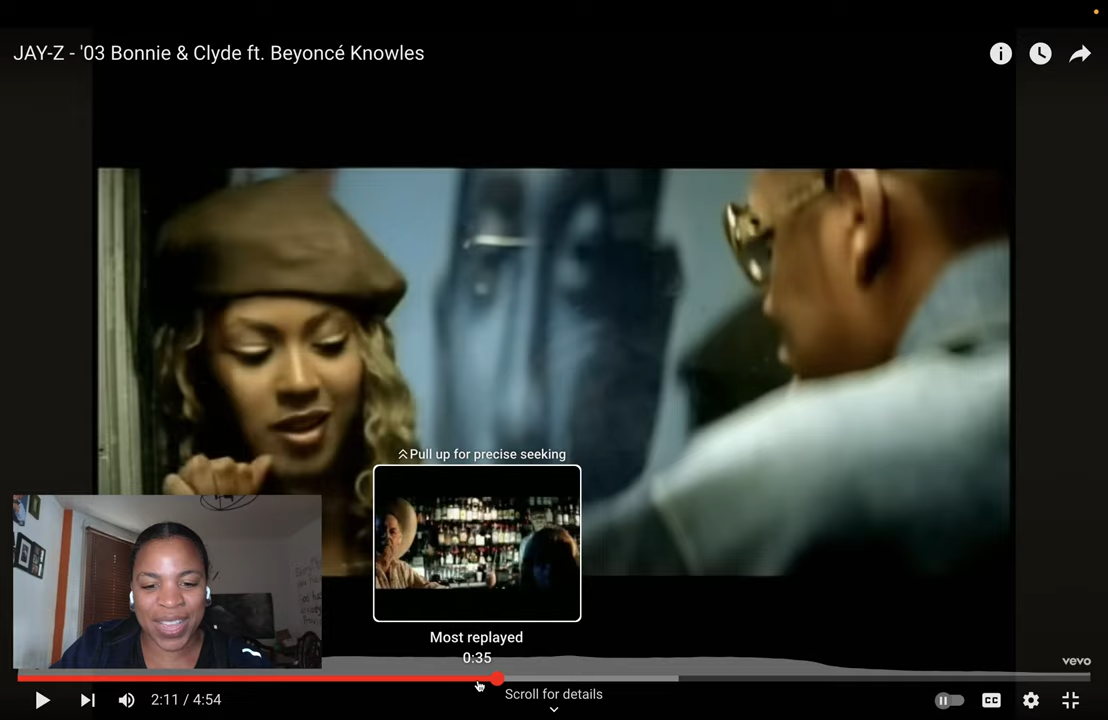 JAY-Z - '03 Bonnie & Clyde ft. Beyoncé Knowles
Pull up for precise seeking
Most replayed
0:35
vevo
2:11 / 4:54
Scroll for details
CC